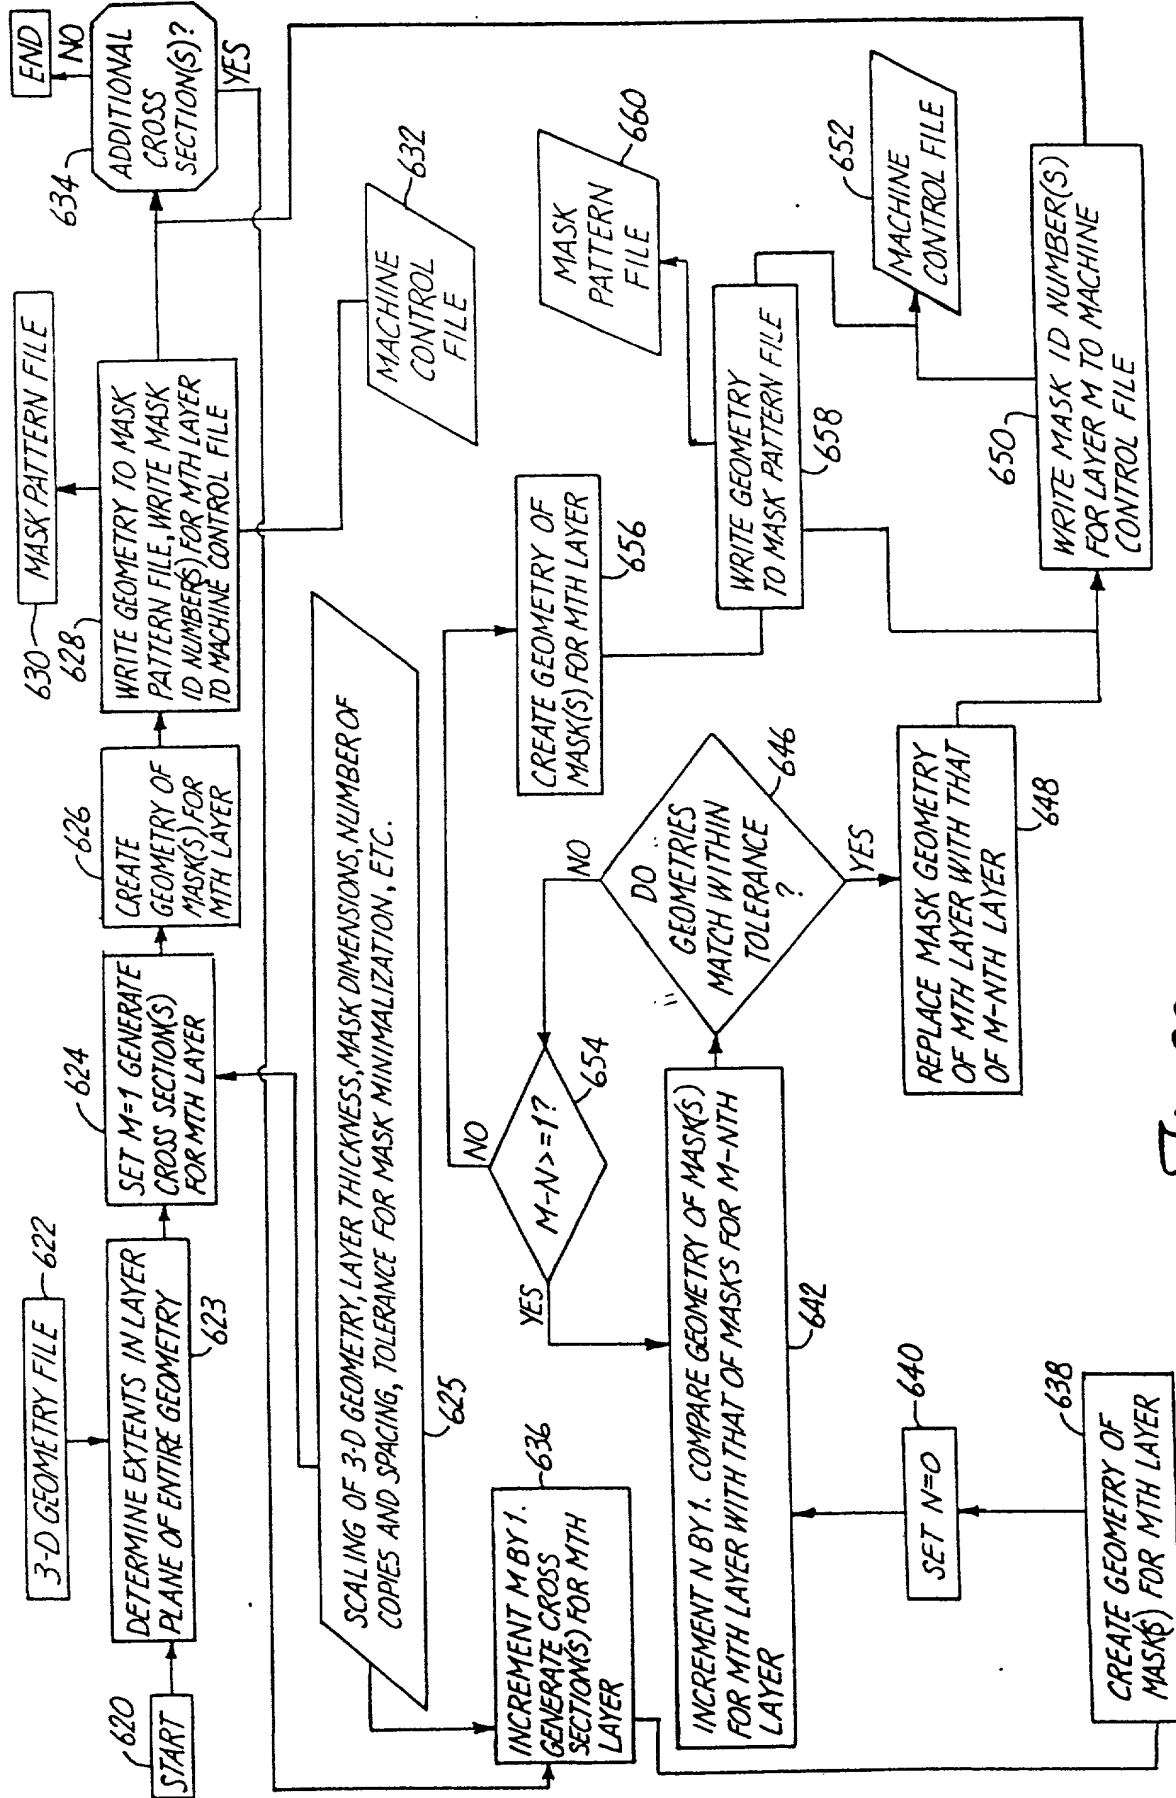 620
START
3-D GEOMETRY FILE
622
DETERMINE EXTENTS IN LAYER
PLANE OF ENTIRE GEOMETRY
623
624
SET M=1 GENERATE
CROSS SECTION(S)
FOR MTH LAYER
626
CREATE
GEOMETRY OF
MASK(S) FOR
MTH LAYER
630
MASK PATTERN FILE
628
WRITE GEOMETRY TO MASK
PATTERN FILE, WRITE MASK
ID NUMBER(S) FOR MTH LAYER
TO MACHINE CONTROL FILE
634
ADDITIONAL
CROSS
SECTION(S)?
NO
END
YES
SCALING OF 3-D GEOMETRY, LAYER THICKNESS, MASK DIMENSIONS, NUMBER OF
COPIES AND SPACING, TOLERANCE FOR MASK MINIMALIZATION, ETC.
625
MACHINE
CONTROL
FILE
632
INCREMENT M BY 1.
GENERATE CROSS
SECTION(S) FOR MTH
LAYER
636
YES
M-N>=1?
654
NO
CREATE GEOMETRY OF
MASK(S) FOR MTH LAYER
656
MASK
PATTERN
FILE
660
INCREMENT N BY 1. COMPARE GEOMETRY OF MASK(S)
FOR MTH LAYER WITH THAT OF MASKS FOR M-NTH
LAYER
642
NO
DO
GEOMETRIES
MATCH WITHIN
TOLERANCE
?
646
YES
WRITE GEOMETRY
TO MASK PATTERN FILE
658
652
MACHINE
CONTROL FILE
640
SET N=0
REPLACE MASK GEOMETRY
OF MTH LAYER WITH THAT
OF M-NTH LAYER
648
650
WRITE MASK ID NUMBER(S)
FOR LAYER M TO MACHINE
CONTROL FILE
638
CREATE GEOMETRY OF
MASK(S) FOR MTH LAYER